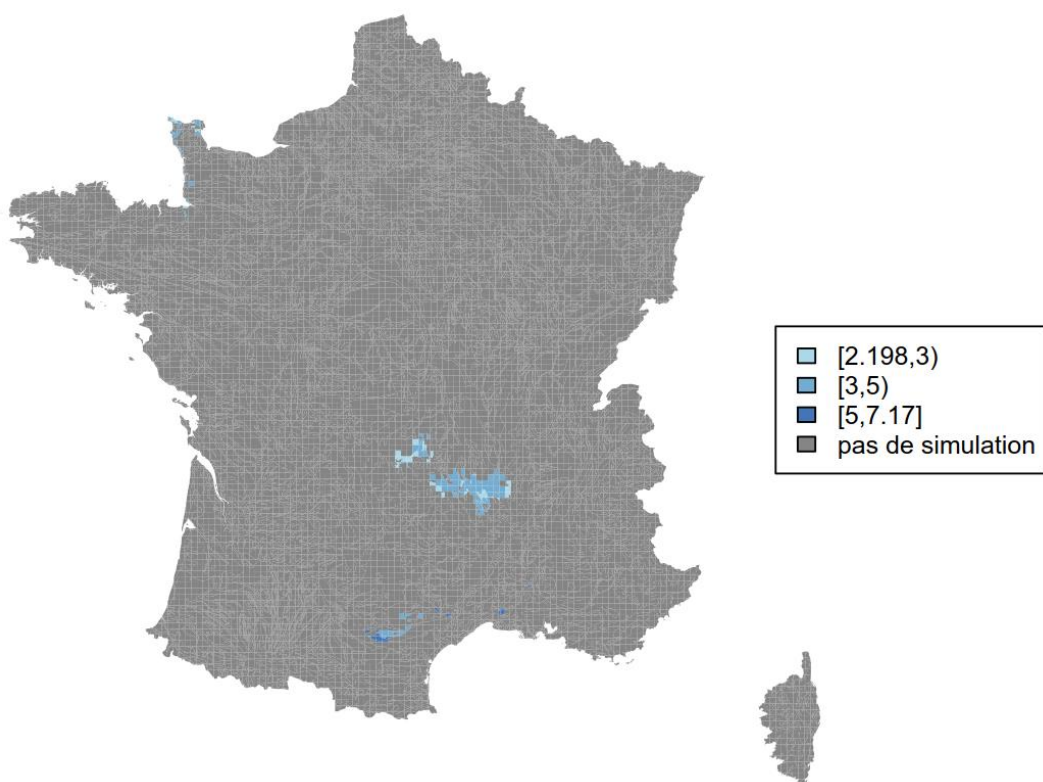 [2.198,3)
[3,5)
[5,7.17]
pas de simulation